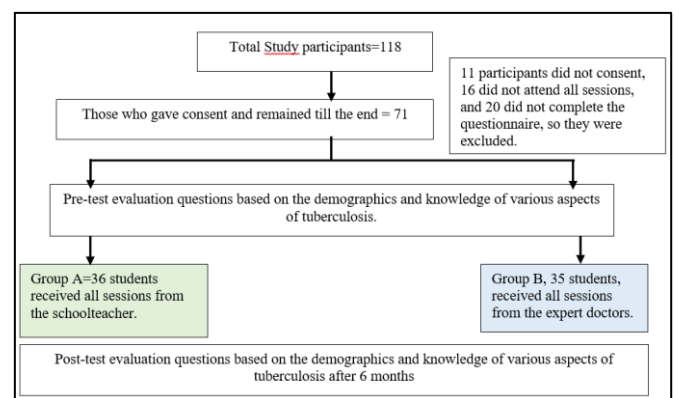 Total Study participants=118
11 participants did not consent,
16 did not attend all sessions,
and 20 did not complete the
questionnaire, so they were
excluded.
Those who gave consent and remained till the end = 71
Pre-test evaluation questions based on the demographics and knowledge of various aspects
of tuberculosis.
Group A=36 students
received all sessions from
the schoolteacher.
Group B, 35 students,
received all sessions
from the expert doctors.
Post-test evaluation questions based on the demographics and knowledge of various aspects of
tuberculosis after 6 months